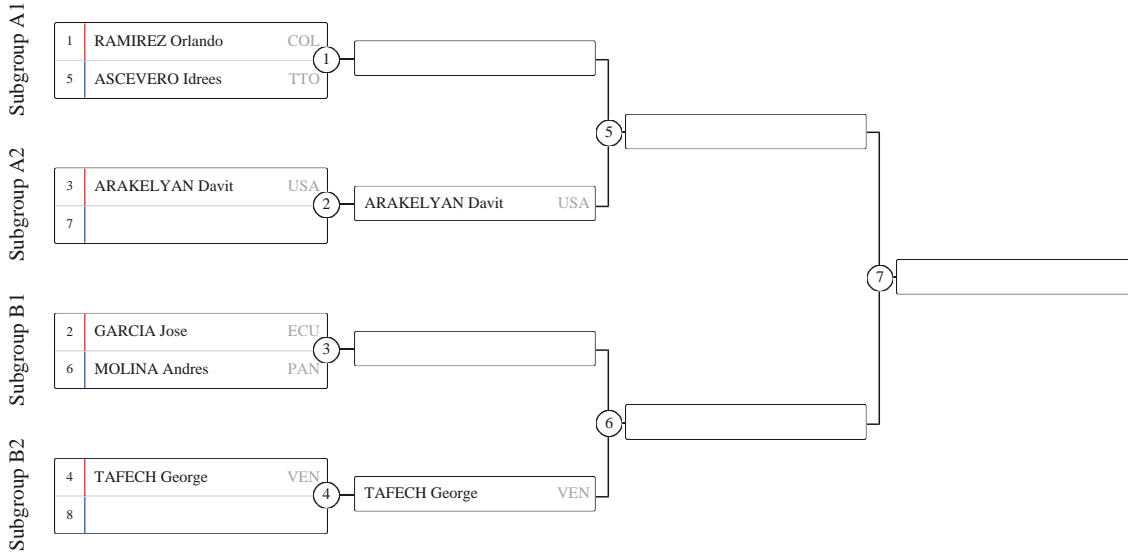 Subgroup A1
1 RAMIREZ Orlando COL
5 ASCEVERO Idrees TTO
1
5
Subgroup A2
3 ARAKELYAN Davit USA
7
2
ARAKELYAN Davit USA
7
Subgroup B1
2 GARCIA Jose ECU
6 MOLINA Andres PAN
3
6
Subgroup B2
4 TAFECH George VEN
8
4
TAFECH George VEN